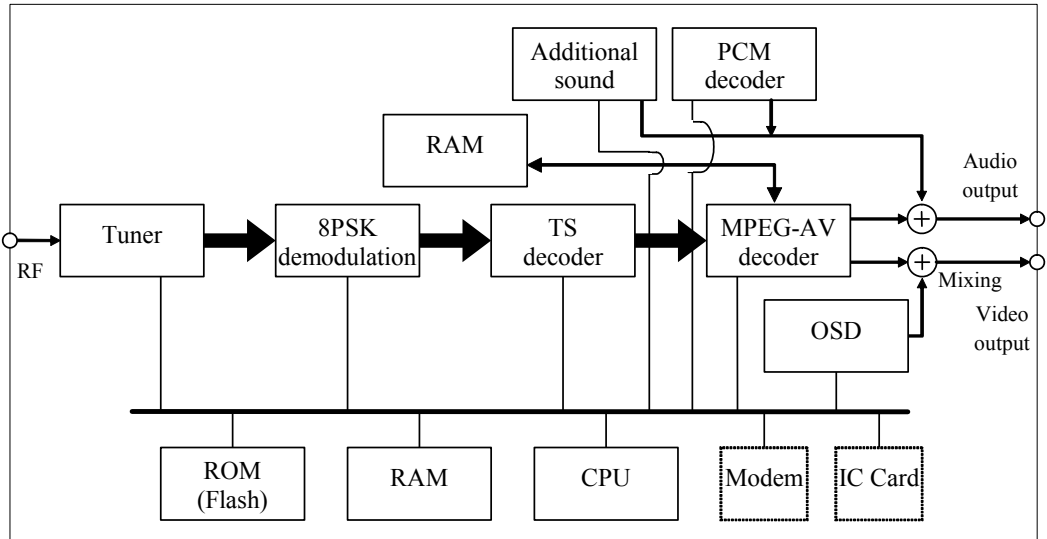 Additional
sound
PCM
decoder
RAM
Audio
output
Tuner
8PSK
demodulation
TS
decoder
MPEG-AV
decoder
RF
Mixing
Video
output
OSD
ROM
(Flash)
RAM
CPU
Modem
IC Card